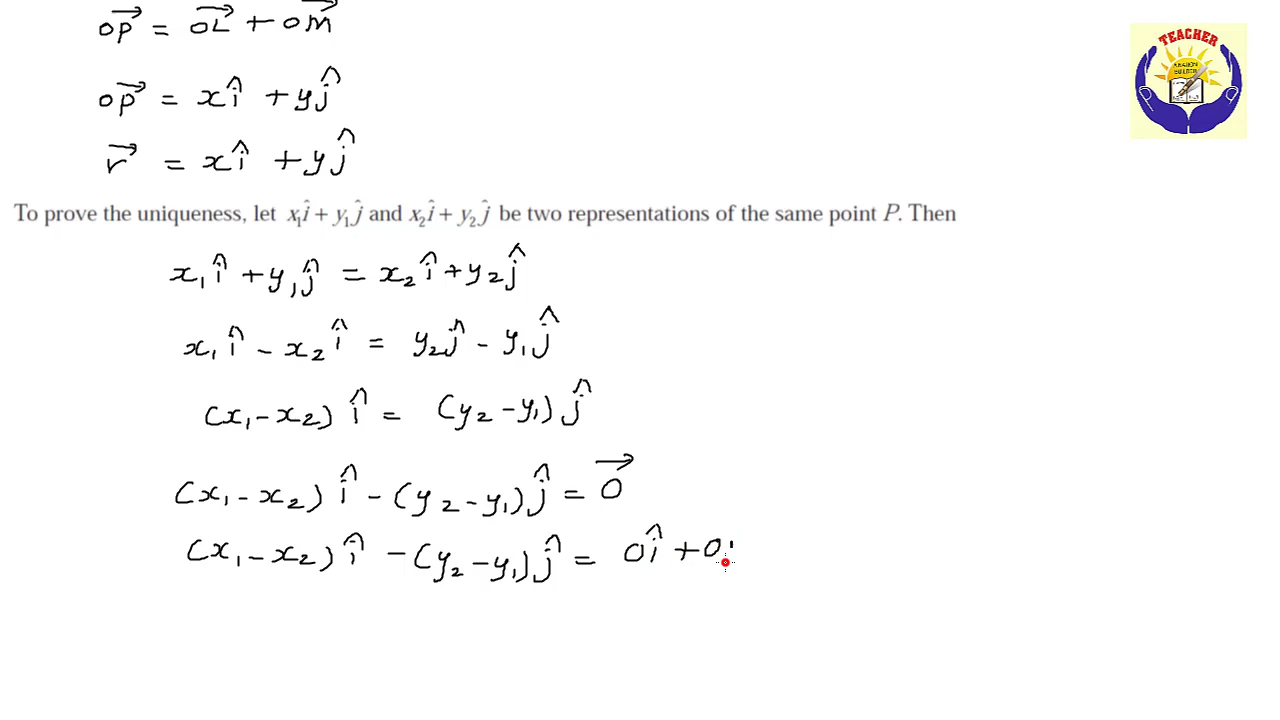 OP⃗ = OL⃗ + OM⃗
OP⃗ = xî + yĵ
r⃗ = xî + yĵ
To prove the uniqueness, let x₁î + y₁ĵ and x₂î + y₂ĵ be two representations of the same point P. Then
x₁î + y₁ĵ = x₂î + y₂ĵ
x₁î - x₂î = y₂ĵ - y₁ĵ
(x₁ - x₂) î = (y₂ - y₁) ĵ
(x₁ - x₂) î - (y₂ - y₁) ĵ = 0⃗
(x₁ - x₂) î - (y₂ - y₁) ĵ = 0î + 0
TEACHER